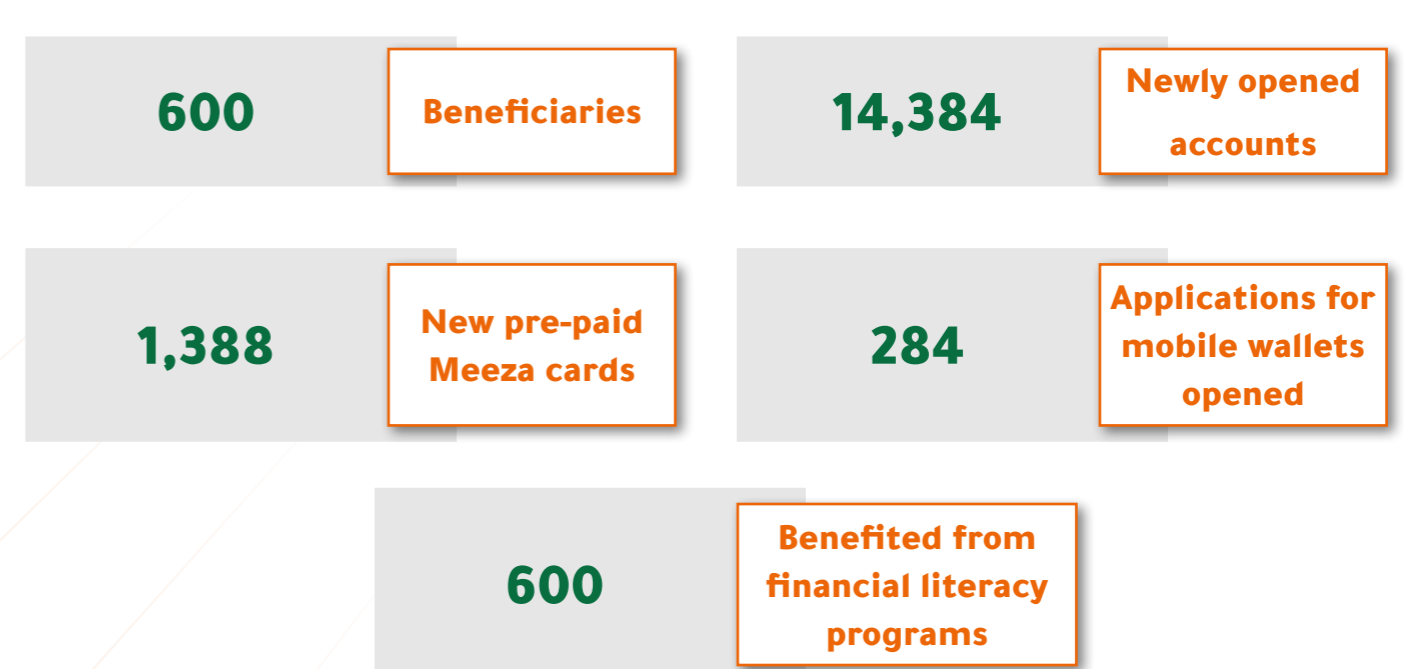 600
Beneficiaries
14,384
Newly opened
accounts
1,388
New pre-paid
Meeza cards
284
Applications for
mobile wallets
opened
600
Benefited from
financial literacy
programs